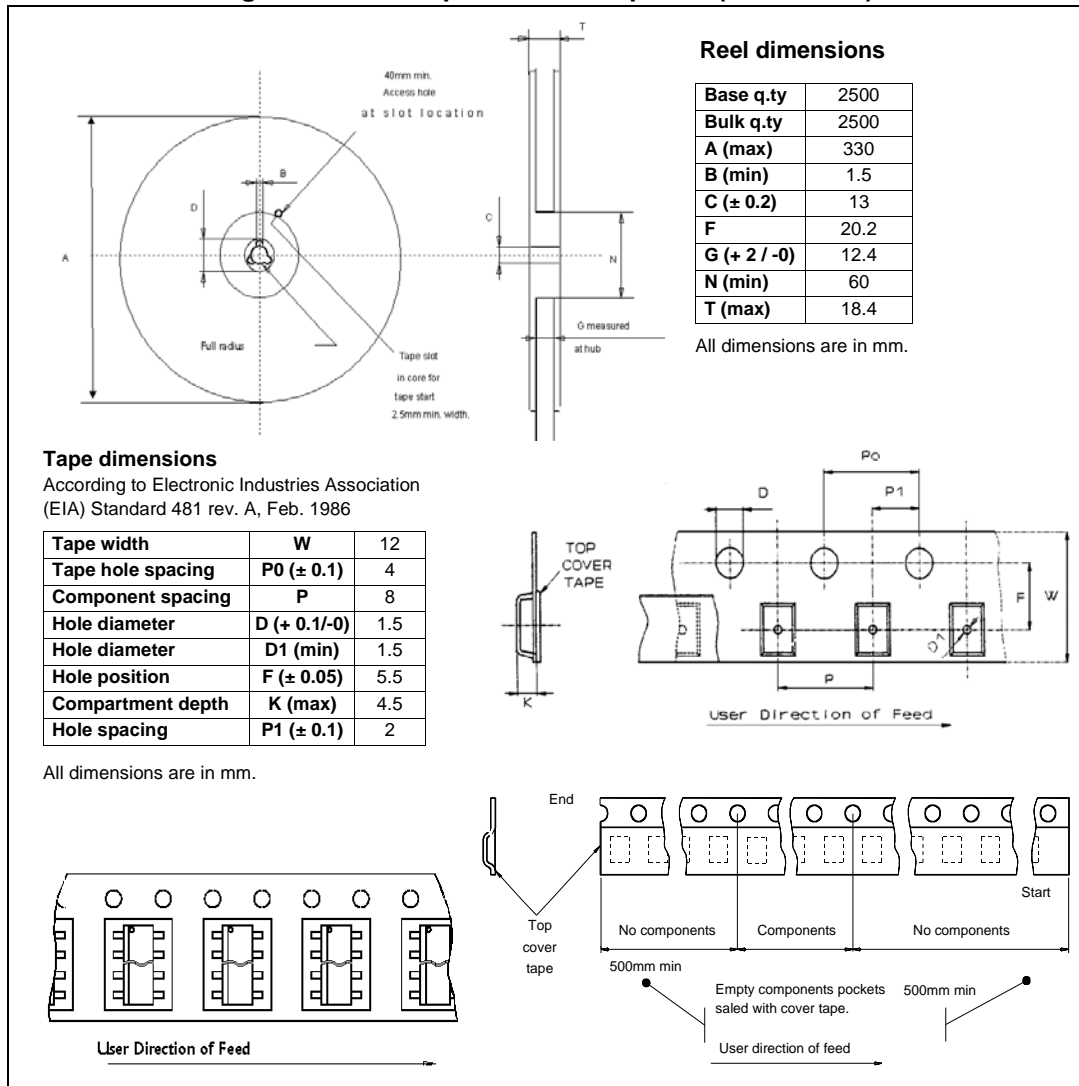 T
40mm min.
Access hole
at slot location
B
D
C
A
N
Full radius
Tape slot
in core for
tape start
2.5mm min. width.
G measured
at hub
Reel dimensions
Base q.ty 2500
Bulk q.ty 2500
A (max) 330
B (min) 1.5
C (± 0.2) 13
F 20.2
G (+ 2 / -0) 12.4
N (min) 60
T (max) 18.4
All dimensions are in mm.
Tape dimensions
According to Electronic Industries Association
(EIA) Standard 481 rev. A, Feb. 1986
Tape width W 12
Tape hole spacing P0 (± 0.1) 4
Component spacing P 8
Hole diameter D (+ 0.1/-0) 1.5
Hole diameter D1 (min) 1.5
Hole position F (± 0.05) 5.5
Compartment depth K (max) 4.5
Hole spacing P1 (± 0.1) 2
All dimensions are in mm.
Po
D
P1
TOP
COVER
TAPE
F
W
D1
P
K
User Direction of Feed
End
Start
Top
cover
tape
No components
Components
No components
500mm min
Empty components pockets
saled with cover tape.
500mm min
User direction of feed
User Direction of Feed